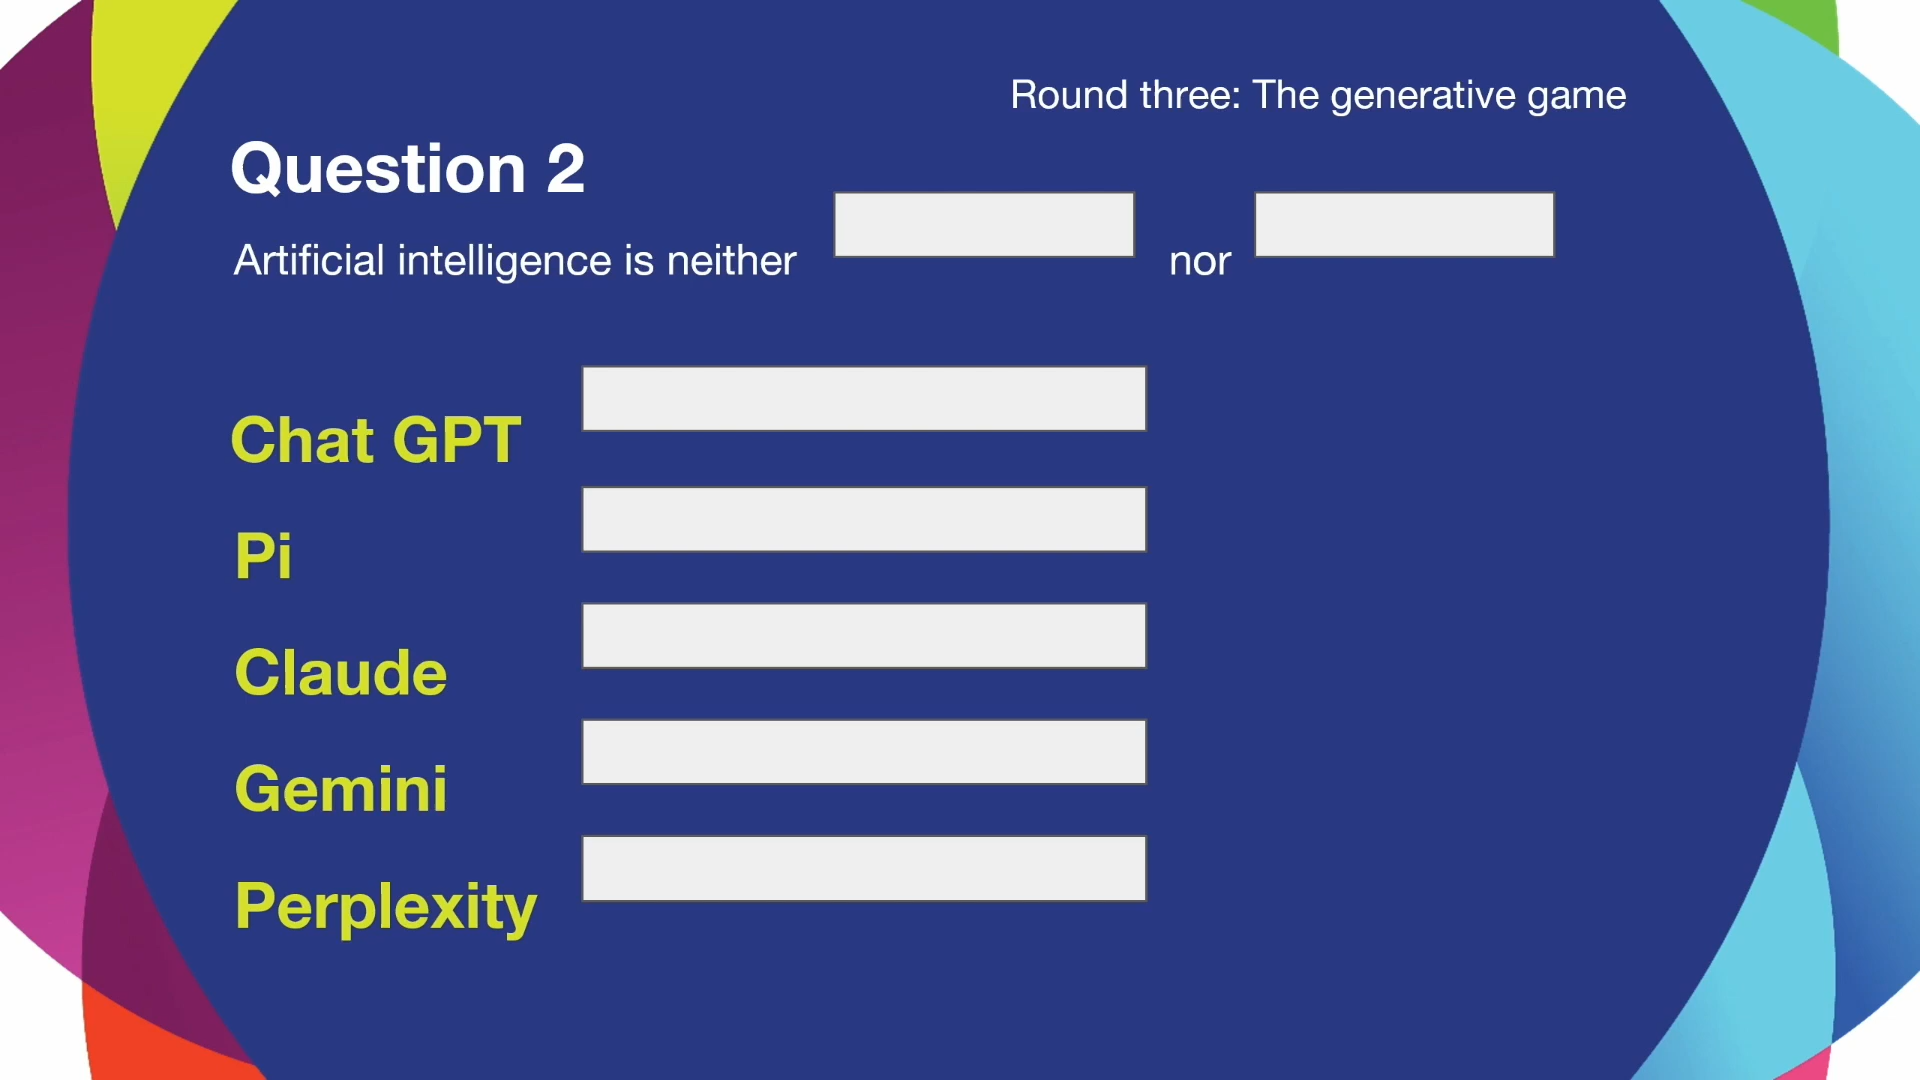 Round three: The generative game
Question 2
Artificial intelligence is neither nor
Chat GPT
Pi
Claude
Gemini
Perplexity